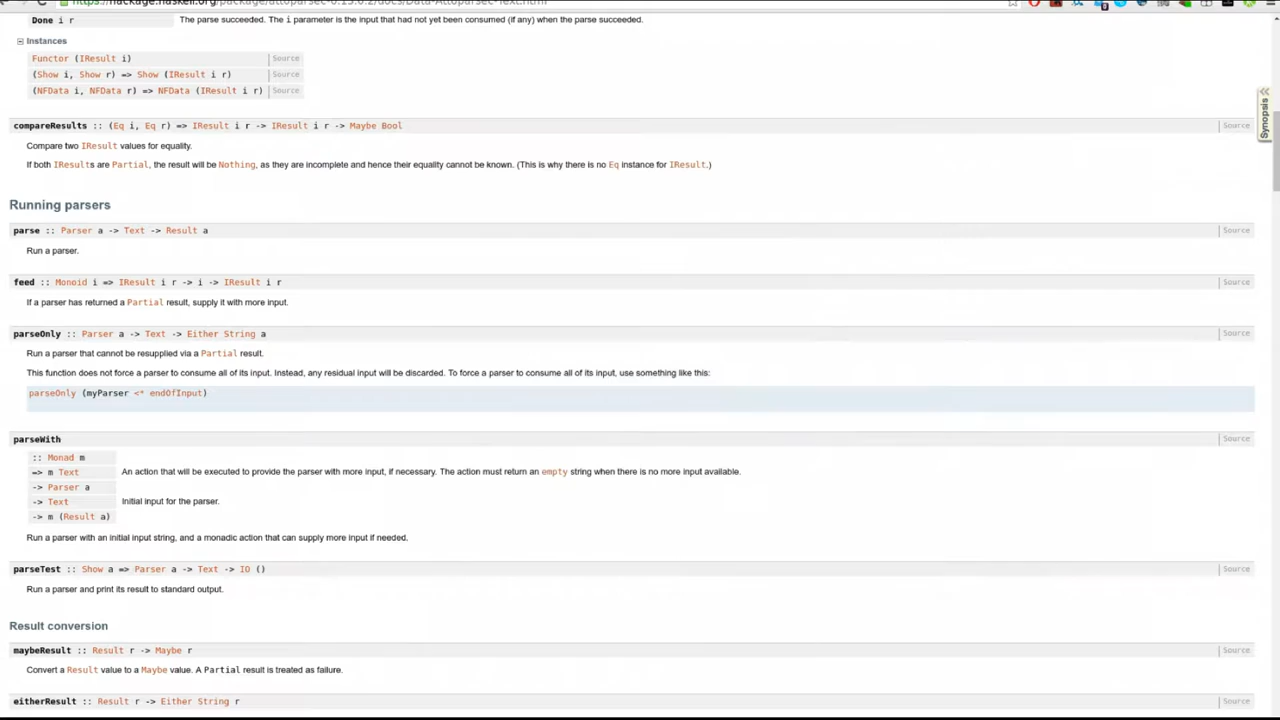 Done i r The parse succeeded. The i parameter is the input that had not yet been consumed (if any) when the parse succeeded.
Instances
Functor (IResult i) Source
(Show i, Show r) => Show (IResult i r) Source
(NFData i, NFData r) => NFData (IResult i r) Source
compareResults :: (Eq i, Eq r) => IResult i r -> IResult i r -> Maybe Bool Source
Synopsis
Compare two IResult values for equality.
If both IResults are Partial, the result will be Nothing, as they are incomplete and hence their equality cannot be known. (This is why there is no Eq instance for IResult.)
Running parsers
parse :: Parser a -> Text -> Result a Source
Run a parser.
feed :: Monoid i => IResult i r -> i -> IResult i r Source
If a parser has returned a Partial result, supply it with more input.
parseOnly :: Parser a -> Text -> Either String a Source
Run a parser that cannot be resupplied via a Partial result.
This function does not force a parser to consume all of its input. Instead, any residual input will be discarded. To force a parser to consume all of its input, use something like this:
parseOnly (myParser <* endOfInput)
parseWith Source
:: Monad m
=> m Text An action that will be executed to provide the parser with more input, if necessary. The action must return an empty string when there is no more input available.
-> Parser a
-> Text Initial input for the parser.
-> m (Result a)
Run a parser with an initial input string, and a monadic action that can supply more input if needed.
parseTest :: Show a => Parser a -> Text -> IO () Source
Run a parser and print its result to standard output.
Result conversion
maybeResult :: Result r -> Maybe r Source
Convert a Result value to a Maybe value. A Partial result is treated as failure.
eitherResult :: Result r -> Either String r Source